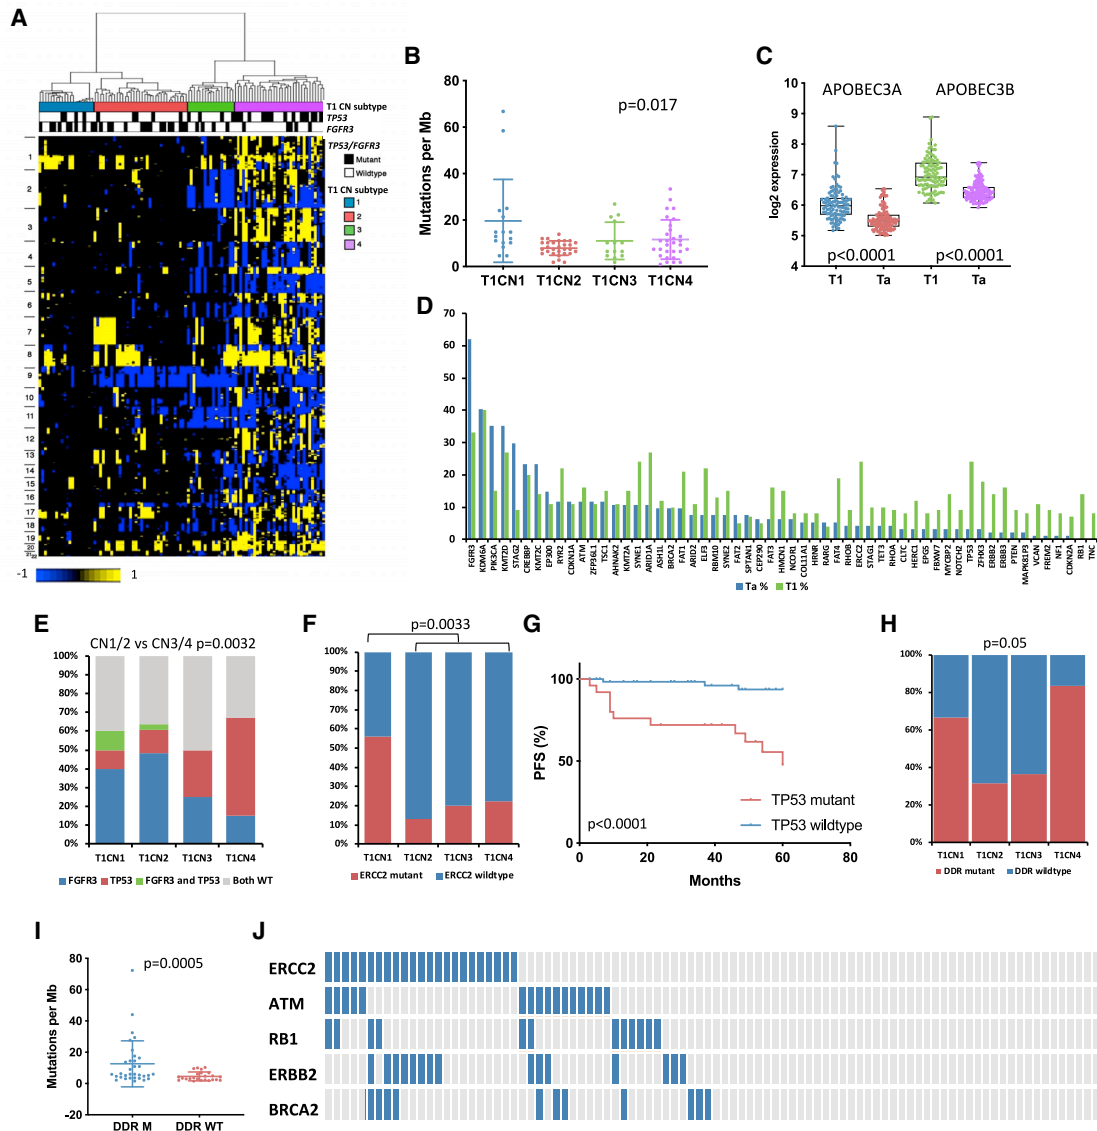 A
T1 CN subtype
TP53
FGFR3
TP53/FGFR3
Mutant
Wildtype
T1 CN subtype
1
2
3
4
1
2
3
4
5
6
7
8
9
10
11
12
13
14
15
16
17
18
19
20
-1
1
B
p=0.017
Mutations per Mb
80
60
40
20
0
T1CN1 T1CN2 T1CN3 T1CN4
C
APOBEC3A APOBEC3B
log2 expression
10
9
8
7
6
5
4
p<0.0001 p<0.0001
T1 Ta T1 Ta
D
70
60
50
40
30
20
10
0
FGFR3 KDM6A PIK3CA KMT2D STAG2 CREBBP KMT2C EP300 RYR2 CDKN1A ATM ZFP36L1 TSC1 AHNAK2 KMT2A SYNE1 ARID1A ASH1L BRCA2 FAT1 ARID2 ELF3 RBM10 SYNE2 FAT2 SPTAN1 CEP290 FAT3 HMCN1 NCOR1 COL11A1 HRNR RARG FAT4 RHOB ERCC2 STAG1 TET3 RHOA CLTC HERC1 EPG5 FBXW7 MYCBP2 NOTCH2 TP53 ZFP36L1 ERBB2 ERBB3 PTEN MAPK8IP3 VCAN FREM2 NF1 CDKN2A RB1 TNC
Ta % T1 %
E
CN1/2 vs CN3/4 p=0.0032
100%
90%
80%
70%
60%
50%
40%
30%
20%
10%
0%
T1CN1 T1CN2 T1CN3 T1CN4
FGFR3 TP53 FGFR3 and TP53 Both WT
F
p=0.0033
100%
90%
80%
70%
60%
50%
40%
30%
20%
10%
0%
T1CN1 T1CN2 T1CN3 T1CN4
ERCC2 mutant ERCC2 wildtype
G
PFS (%)
100
50
0
TP53 mutant
TP53 wildtype
p<0.0001
0 20 40 60 80
Months
H
p=0.05
100%
80%
60%
40%
20%
0%
T1CN1 T1CN2 T1CN3 T1CN4
DDR mutant DDR wildtype
I
p=0.0005
Mutations per Mb
80
60
40
20
0
-20
DDR M DDR WT
J
ERCC2
ATM
RB1
ERBB2
BRCA2